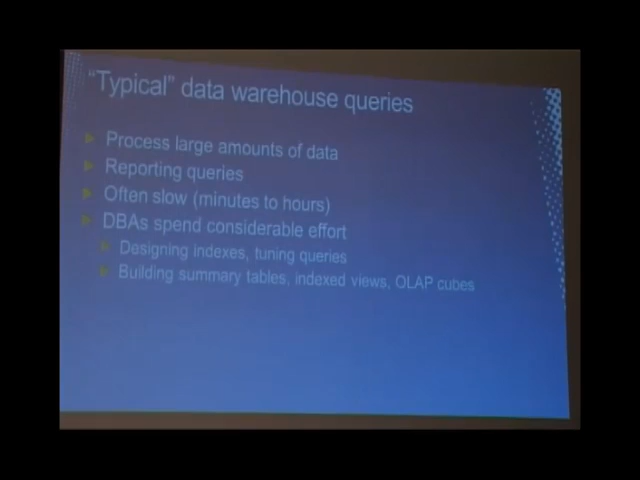 "Typical" data warehouse queries
Process large amounts of data
Reporting queries
Often slow (minutes to hours)
DBAs spend considerable effort
Designing indexes, tuning queries
Building summary tables, indexed views, OLAP cubes